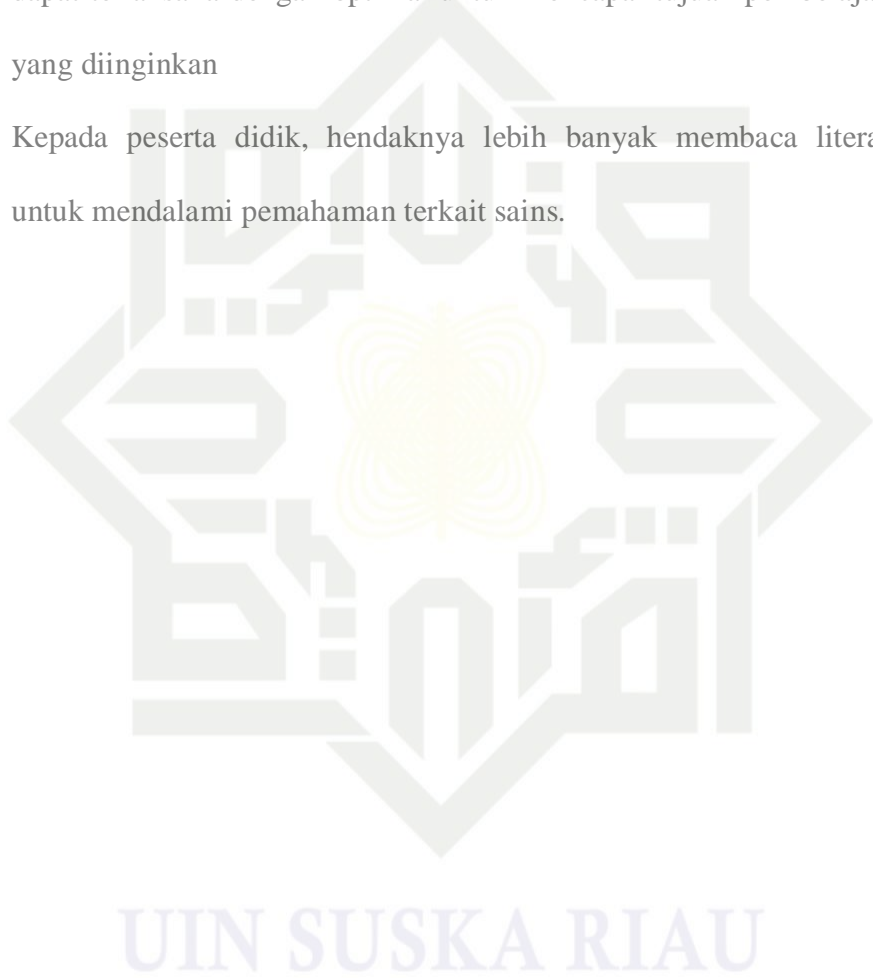 yang diinginkan
Kepada peserta didik, hendaknya lebih banyak membaca litera
untuk mendalami pemahaman terkait sains.
UIN SUSKA RIAU